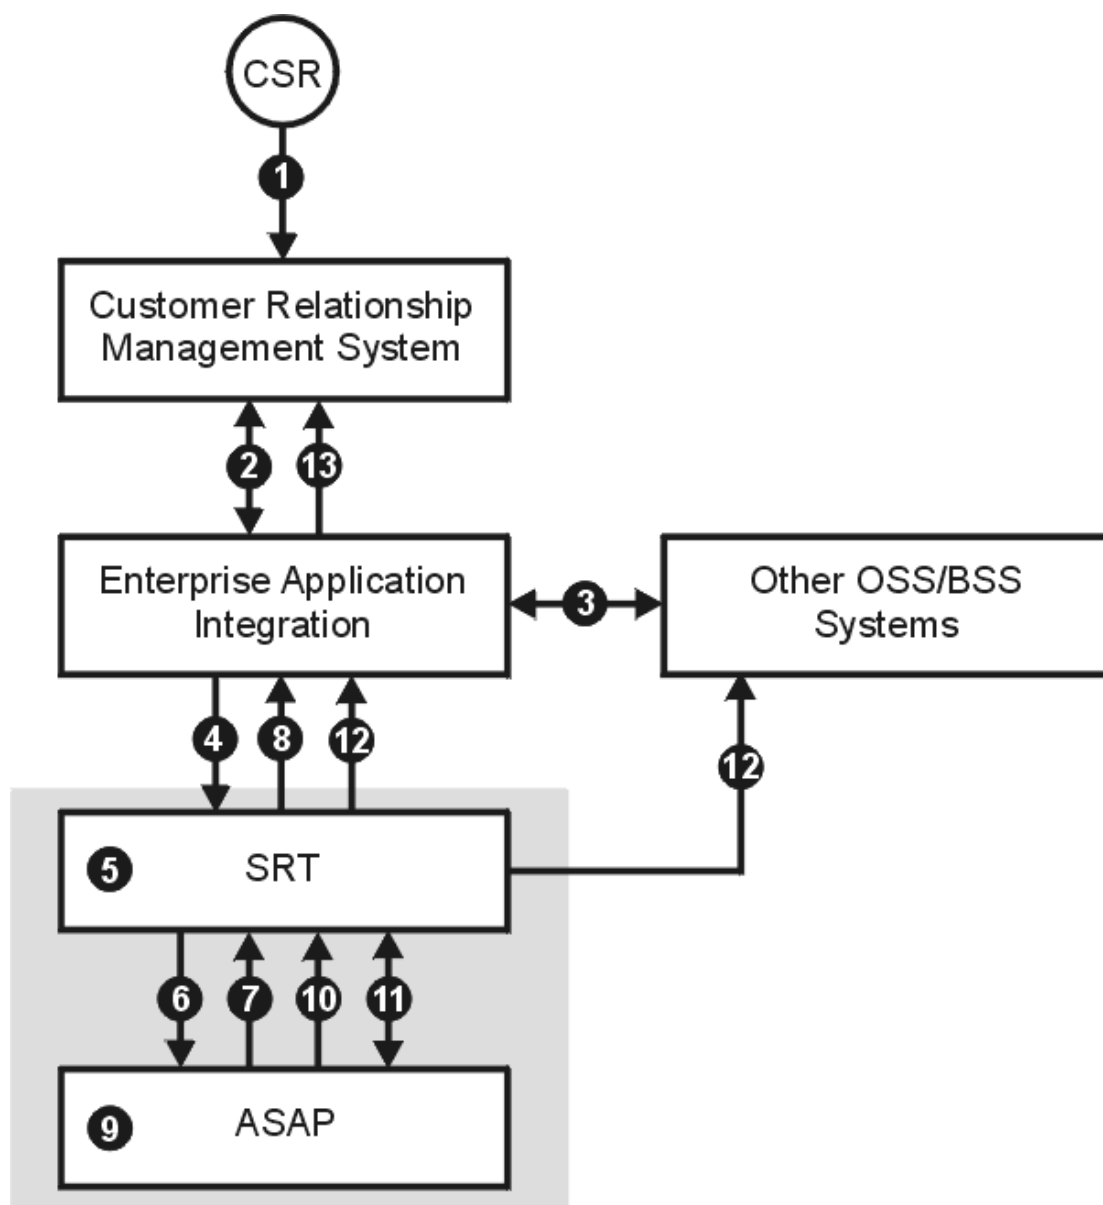 CSR
1
Customer Relationship
Management System
2 13
Enterprise Application
Integration
3
Other OSS/BSS
Systems
4 8 12
12
5 SRT
6 7 10 11
9 ASAP